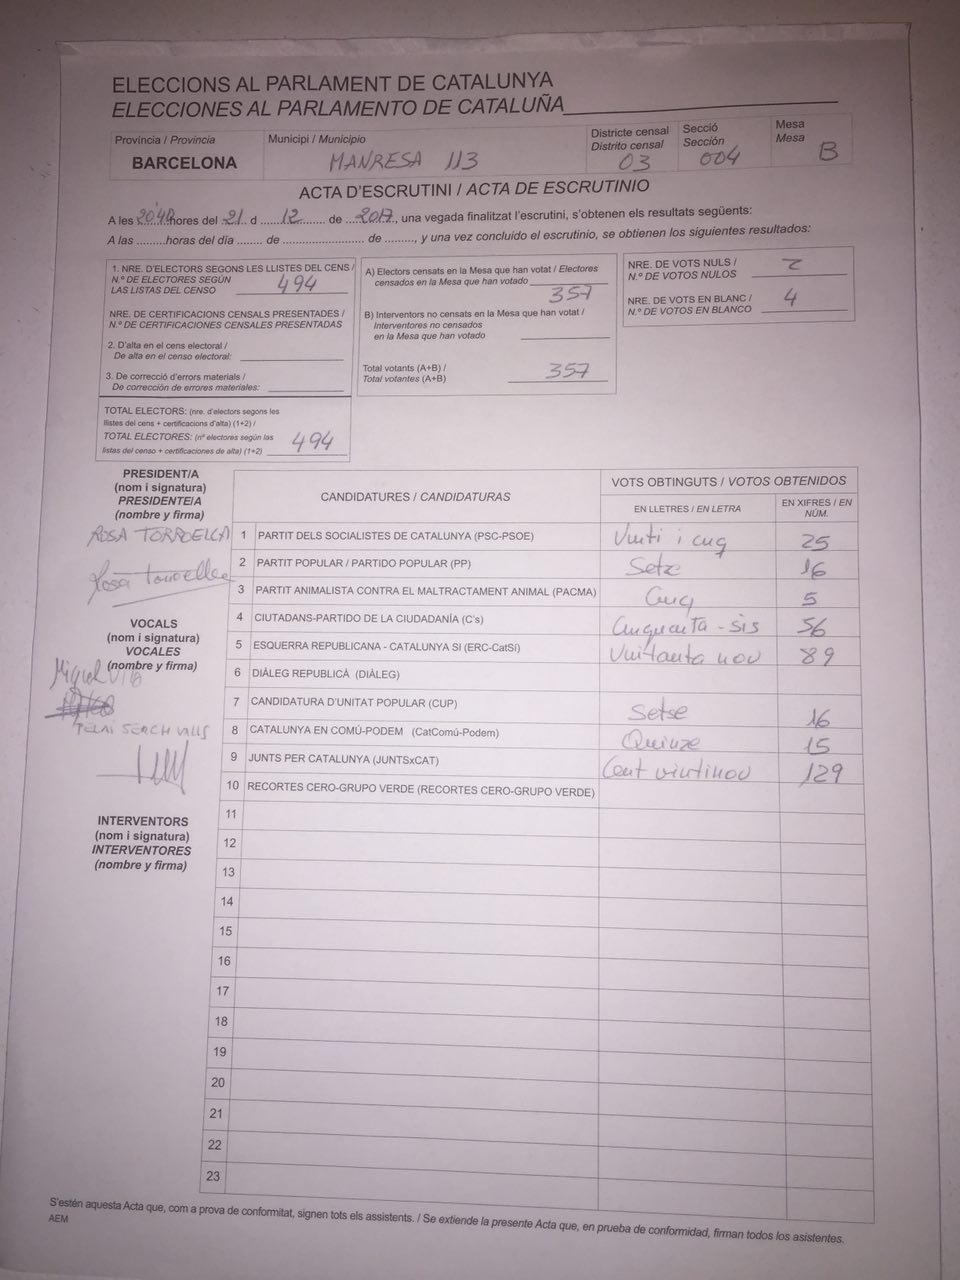 ELECCIONS AL PARLAMENT DE CATALUNYA
ELECCIONES AL PARLAMENTO DE CATALUÑA
Província / Provincia
BARCELONA
Municipi / Municipio
MANRESA 113
Districte censal
Distrito censal
03
Secció
Sección
004
Mesa
Mesa
B
ACTA D'ESCRUTINI / ACTA DE ESCRUTINIO
A les 20'48 hores del 21 d 12 de 2017, una vegada finalitzat l'escrutini, s'obtenen els resultats següents:
A las .........horas del día ........ de ......................... de ........, y una vez concluido el escrutinio, se obtienen los siguientes resultados:
1. NRE. D'ELECTORS SEGONS LES LLISTES DEL CENS /
N.º DE ELECTORES SEGÚN
LAS LISTAS DEL CENSO 494
NRE. DE CERTIFICACIONS CENSALS PRESENTADES /
N.º DE CERTIFICACIONES CENSALES PRESENTADAS
2. D'alta en el cens electoral /
De alta en el censo electoral:
3. De correcció d'errors materials /
De corrección de errores materiales:
TOTAL ELECTORS: (nre. d'electors segons les
llistes del cens + certificacions d'alta) (1+2) /
TOTAL ELECTORES: (nº electores según las
listas del censo + certificaciones de alta) (1+2) 494
A) Electors censats en la Mesa que han votat / Electores
censados en la Mesa que han votado 357
B) Interventors no censats en la Mesa que han votat /
Interventores no censados
en la Mesa que han votado
Total votants (A+B) /
Total votantes (A+B) 357
NRE. DE VOTS NULS /
N.º DE VOTOS NULOS 2
NRE. DE VOTS EN BLANC /
N.º DE VOTOS EN BLANCO 4
PRESIDENT/A
(nom i signatura)
PRESIDENTE/A
(nombre y firma)
ROSA TORROELLA
Rosa Torroella
VOCALS
(nom i signatura)
VOCALES
(nombre y firma)
Miquel Vila
SERCH VALLS
INTERVENTORS
(nom i signatura)
INTERVENTORES
(nombre y firma)
CANDIDATURES / CANDIDATURAS
VOTS OBTINGUTS / VOTOS OBTENIDOS
EN LLETRES / EN LETRA
EN XIFRES / EN
NÚM.
1 PARTIT DELS SOCIALISTES DE CATALUNYA (PSC-PSOE) Vinti i cuq 25
2 PARTIT POPULAR / PARTIDO POPULAR (PP) Setze 16
3 PARTIT ANIMALISTA CONTRA EL MALTRACTAMENT ANIMAL (PACMA) Cuq 5
4 CIUTADANS-PARTIDO DE LA CIUDADANÍA (C's) Cinquanta-sis 56
5 ESQUERRA REPUBLICANA - CATALUNYA SI (ERC-CatSí) Vuitanta nou 89
6 DIÀLEG REPUBLICÀ (DIÀLEG)
7 CANDIDATURA D'UNITAT POPULAR (CUP) Setse 16
8 CATALUNYA EN COMÚ-PODEM (CatComú-Podem) Quinze 15
9 JUNTS PER CATALUNYA (JUNTSxCAT) Cent vintinou 129
10 RECORTES CERO-GRUPO VERDE (RECORTES CERO-GRUPO VERDE)
11
12
13
14
15
16
17
18
19
20
21
22
23
S'estén aquesta Acta que, com a prova de conformitat, signen tots els assistents. / Se extiende la presente Acta que, en prueba de conformidad, firman todos los asistentes.
AEM